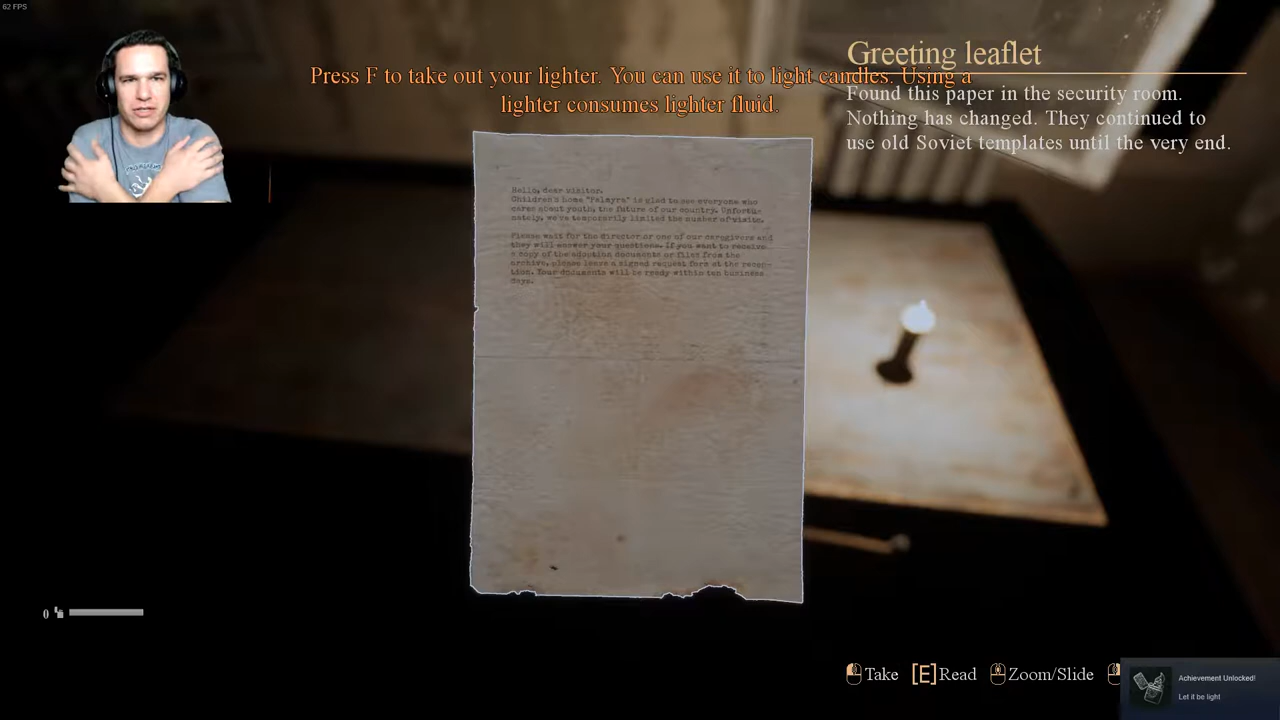 62 FPS
Greeting leaflet
Press F to take out your lighter. You can use it to light candles. Using a
lighter consumes lighter fluid.
Found this paper in the security room.
Nothing has changed. They continued to
use old Soviet templates until the very end.
Hello, dear visitor.
Children's home "Palmyra" is glad to see everyone who
cares about youth, the future of our country. Unfortu-
nately, we've temporarily limited the number of visits.
Please wait for the director or one of our caregivers and
they will answer your questions. If you want to receive
a copy of the adoption documents or files from the
archive, please leave a signed request form at the recep-
tion. Your documents will be ready within ten business
days.
0
Take [E]Read Zoom/Slide
Achievement Unlocked!
Let it be light